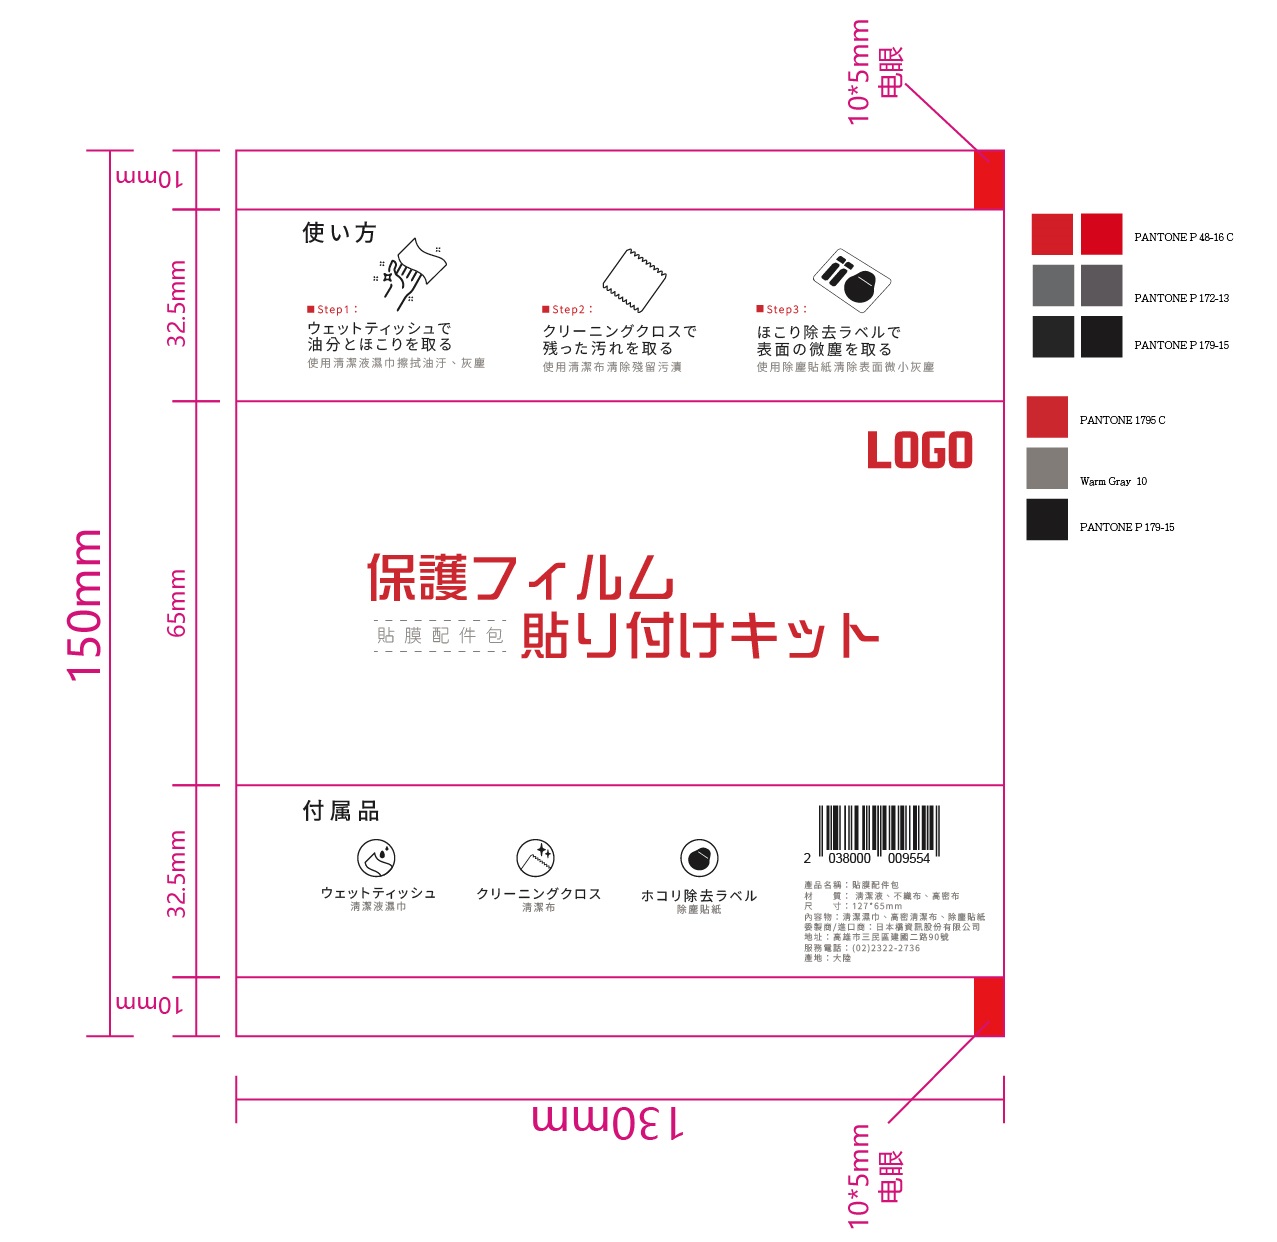 10*5mm
电眼
10mm
32.5mm
65mm
150mm
32.5mm
10mm
使い方
■Step1：
ウェットティッシュで
油分とほこりを取る
使用清潔液濕巾擦拭油汙、灰塵
■Step2：
クリーニングクロスで
残った汚れを取る
使用清潔布清除殘留污漬
■Step3：
ほこり除去ラベルで
表面の微塵を取る
使用除塵貼紙清除表面微小灰塵
LOGO
保護フィルム
貼膜配件包
貼り付けキット
付属品
ウェットティッシュ
清潔液濕巾
クリーニングクロス
清潔布
ホコリ除去ラベル
除塵貼紙
2 038000 009554
產品名稱：貼膜配件包
材　質： 清潔液、不織布、高密布
尺　寸：127*65mm
內容物：清潔濕巾、高密清潔布、除塵貼紙
委製商/進口商：日本橋資訊股份有限公司
地址：高雄市三民區建國二路90號
服務電話：(02)2322-2736
產地：大陸
130mm
10*5mm
电眼
PANTONE P 48-16 C
PANTONE P 172-13
PANTONE P 179-15
PANTONE 1795 C
Warm Gray 10
PANTONE P 179-15